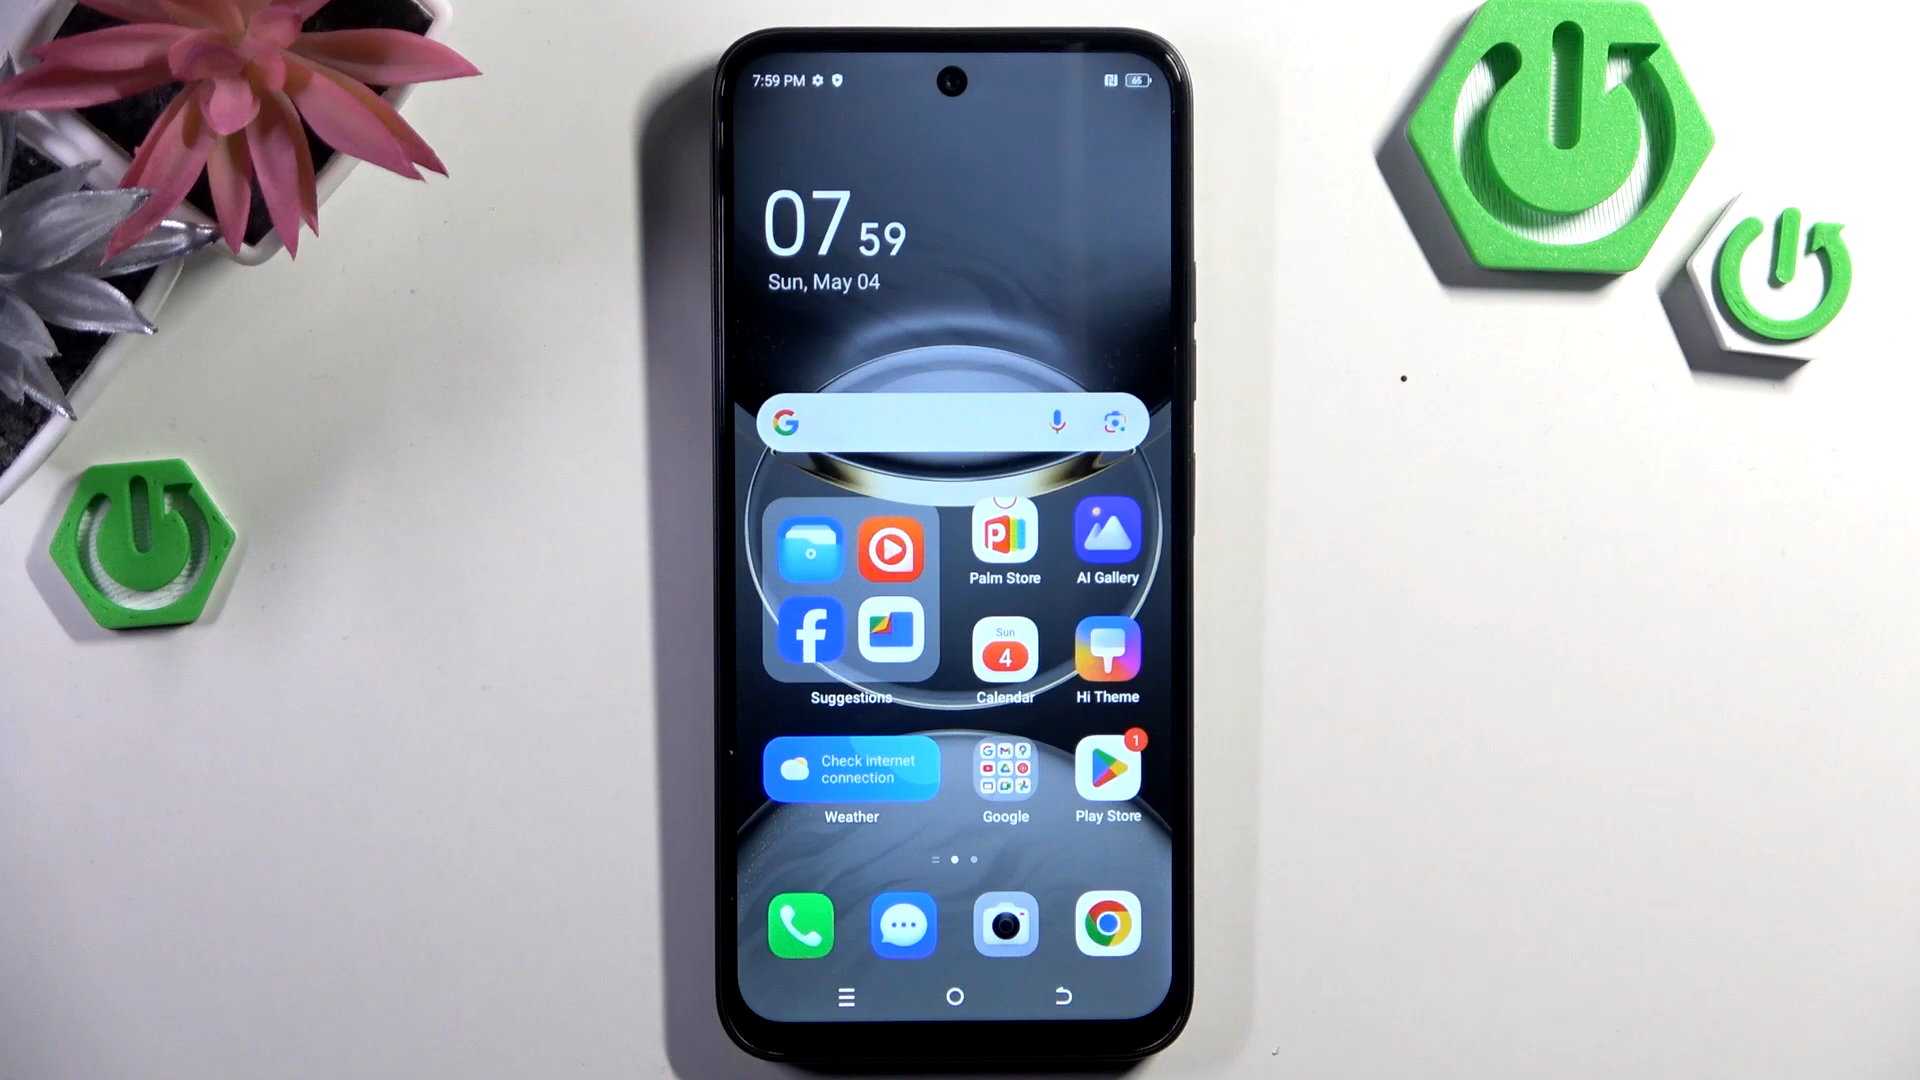 7:59 PM
65
07 59
Sun, May 04
Palm Store
AI Gallery
Sun
4
Suggestions
Calendar
Hi Theme
Check internet
connection
1
Weather
Google
Play Store